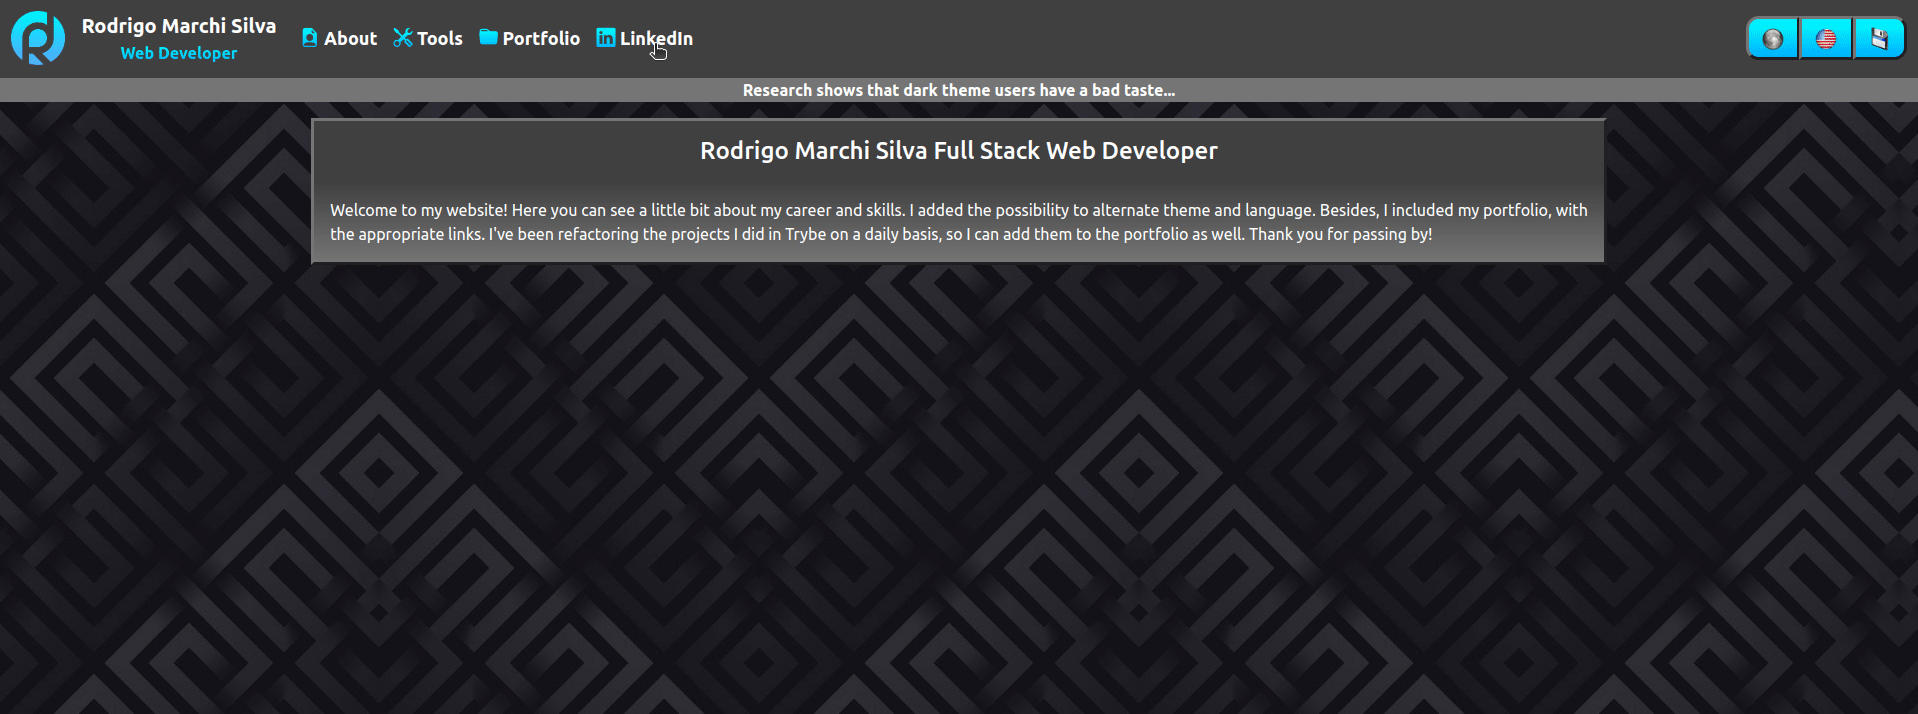 Rodrigo Marchi Silva
Web Developer
About
Tools
Portfolio
LinkedIn
Research shows that dark theme users have a bad taste...
Rodrigo Marchi Silva Full Stack Web Developer
Welcome to my website! Here you can see a little bit about my career and skills. I added the possibility to alternate theme and language. Besides, I included my portfolio, with
the appropriate links. I've been refactoring the projects I did in Trybe on a daily basis, so I can add them to the portfolio as well. Thank you for passing by!